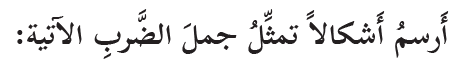 أَرسمُ أَشكالاً تمثِّلُ جملَ الضَّربِ الآتية: